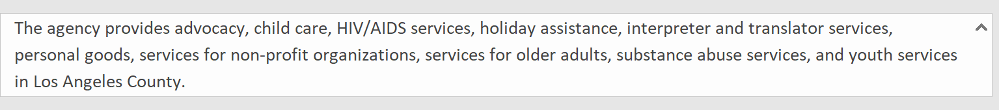 The agency provides advocacy, child care, HIV/AIDS services, holiday assistance, interpreter and translator services,
personal goods, services for non-profit organizations, services for older adults, substance abuse services, and youth services
in Los Angeles County.